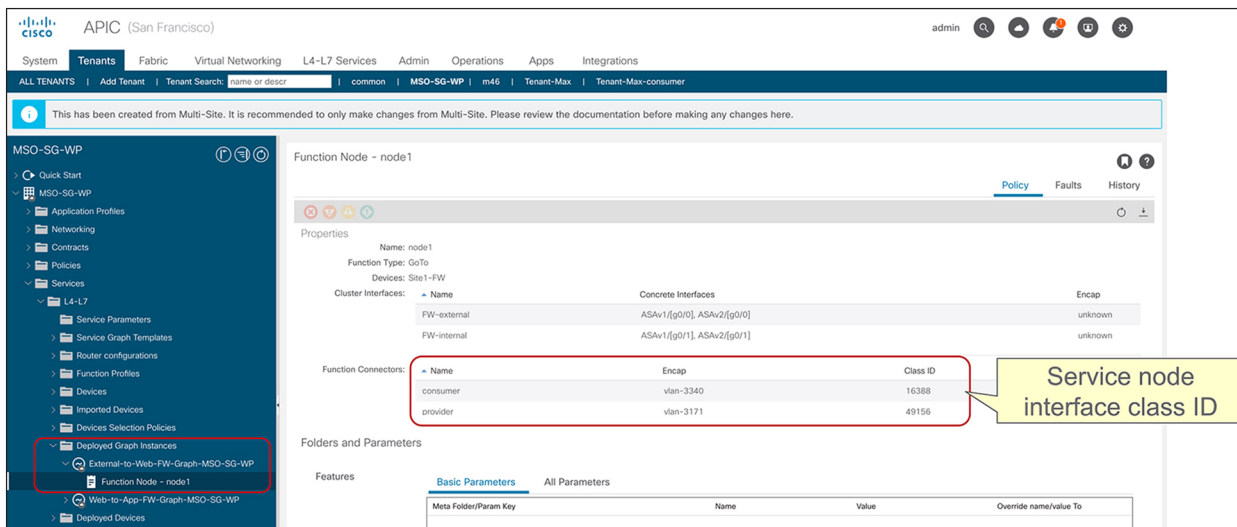 CISCO APIC (San Francisco) admin 1
System Tenants Fabric Virtual Networking L4-L7 Services Admin Operations Apps Integrations
ALL TENANTS | Add Tenant | Tenant Search: name or descr | common | MSO-SG-WP | m46 | Tenant-Max | Tenant-Max-consumer
i This has been created from Multi-Site. It is recommended to only make changes from Multi-Site. Please review the documentation before making any changes here.
MSO-SG-WP
Quick Start
MSO-SG-WP
Application Profiles
Networking
Contracts
Policies
Services
L4-L7
Service Parameters
Service Graph Templates
Router configurations
Function Profiles
Devices
Imported Devices
Devices Selection Policies
Deployed Graph Instances
External-to-Web-FW-Graph-MSO-SG-WP
Function Node - node1
Web-to-App-FW-Graph-MSO-SG-WP
Deployed Devices
Function Node - node1
Policy Faults History
Properties
Name: node1
Function Type: GoTo
Devices: Site1-FW
Cluster Interfaces: Name Concrete Interfaces Encap
FW-external ASAv1/[g0/0], ASAv2/[g0/0] unknown
FW-internal ASAv1/[g0/1], ASAv2/[g0/1] unknown
Function Connectors: Name Encap Class ID
consumer vlan-3340 16388
provider vlan-3171 49156
Service node
interface class ID
Folders and Parameters
Features Basic Parameters All Parameters
Meta Folder/Param Key Name Value Override name/value To